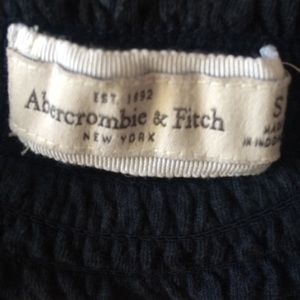 EST. 1892
Abercrombie & Fitch
NEW YORK
S